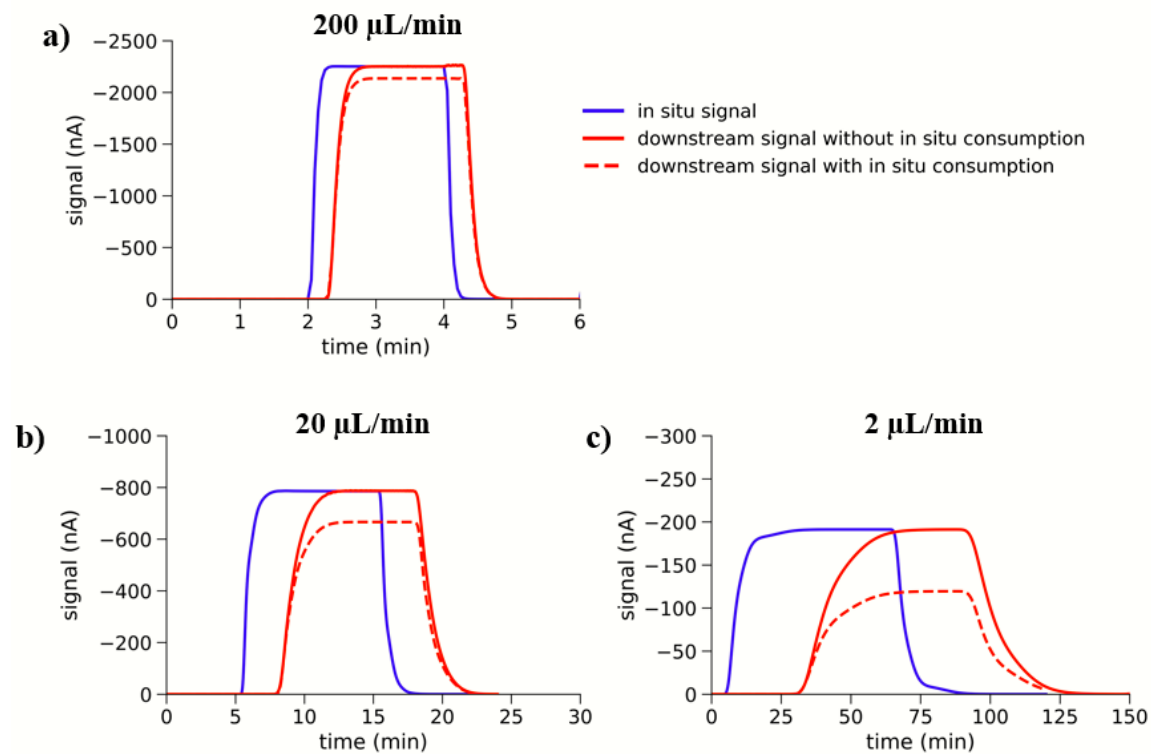 a)
200 μL/min
−2500
−2000
−1500
−1000
−500
0
signal (nA)
0 1 2 3 4 5 6
time (min)
in situ signal
downstream signal without in situ consumption
downstream signal with in situ consumption
b)
20 μL/min
−1000
−800
−600
−400
−200
0
signal (nA)
0 5 10 15 20 25 30
time (min)
c)
2 μL/min
−300
−250
−200
−150
−100
−50
0
signal (nA)
0 25 50 75 100 125 150
time (min)